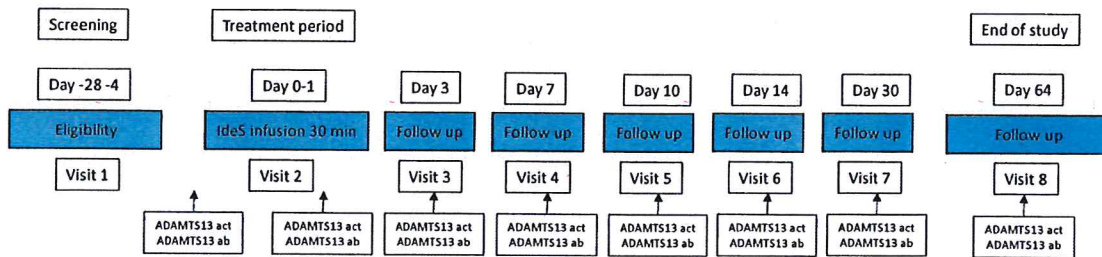 Screening
Treatment period
End of study
Day -28 -4
Day 0-1
Day 3
Day 7
Day 10
Day 14
Day 30
Day 64
Eligibility
IdeS infusion 30 min
Follow up
Follow up
Follow up
Follow up
Follow up
Follow up
Visit 1
Visit 2
Visit 3
Visit 4
Visit 5
Visit 6
Visit 7
Visit 8
ADAMTS13 act
ADAMTS13 ab
ADAMTS13 act
ADAMTS13 ab
ADAMTS13 act
ADAMTS13 ab
ADAMTS13 act
ADAMTS13 ab
ADAMTS13 act
ADAMTS13 ab
ADAMTS13 act
ADAMTS13 ab
ADAMTS13 act
ADAMTS13 ab
ADAMTS13 act
ADAMTS13 ab